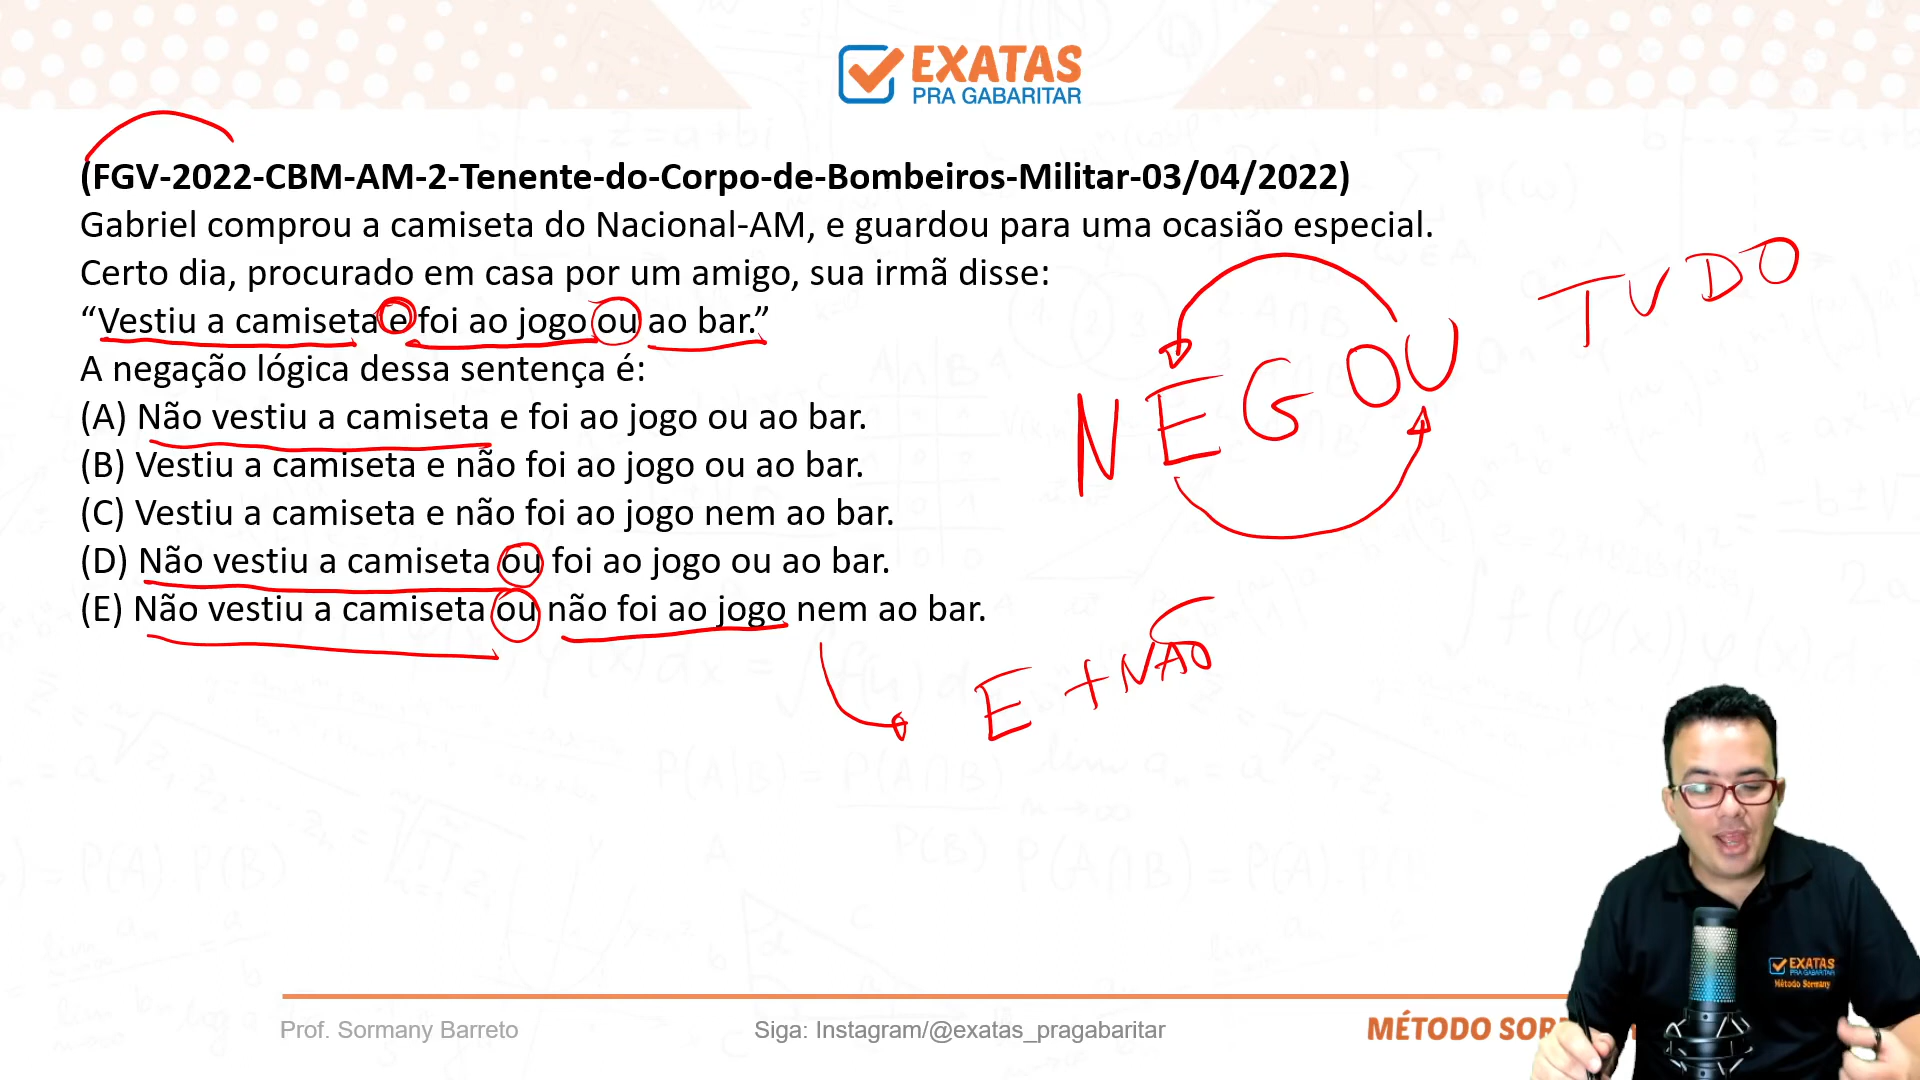 EXATAS
PRA GABARITAR
(FGV-2022-CBM-AM-2-Tenente-do-Corpo-de-Bombeiros-Militar-03/04/2022)
Gabriel comprou a camiseta do Nacional-AM, e guardou para uma ocasião especial.
Certo dia, procurado em casa por um amigo, sua irmã disse:
“Vestiu a camiseta e foi ao jogo ou ao bar.”
A negação lógica dessa sentença é:
(A) Não vestiu a camiseta e foi ao jogo ou ao bar.
(B) Vestiu a camiseta e não foi ao jogo ou ao bar.
(C) Vestiu a camiseta e não foi ao jogo nem ao bar.
(D) Não vestiu a camiseta ou foi ao jogo ou ao bar.
(E) Não vestiu a camiseta ou não foi ao jogo nem ao bar.
NEGOU TUDO
E + NÃO
EXATAS
PRA GABARITAR
Método Sormany
Prof. Sormany Barreto
Siga: Instagram/@exatas_pragabaritar
MÉTODO